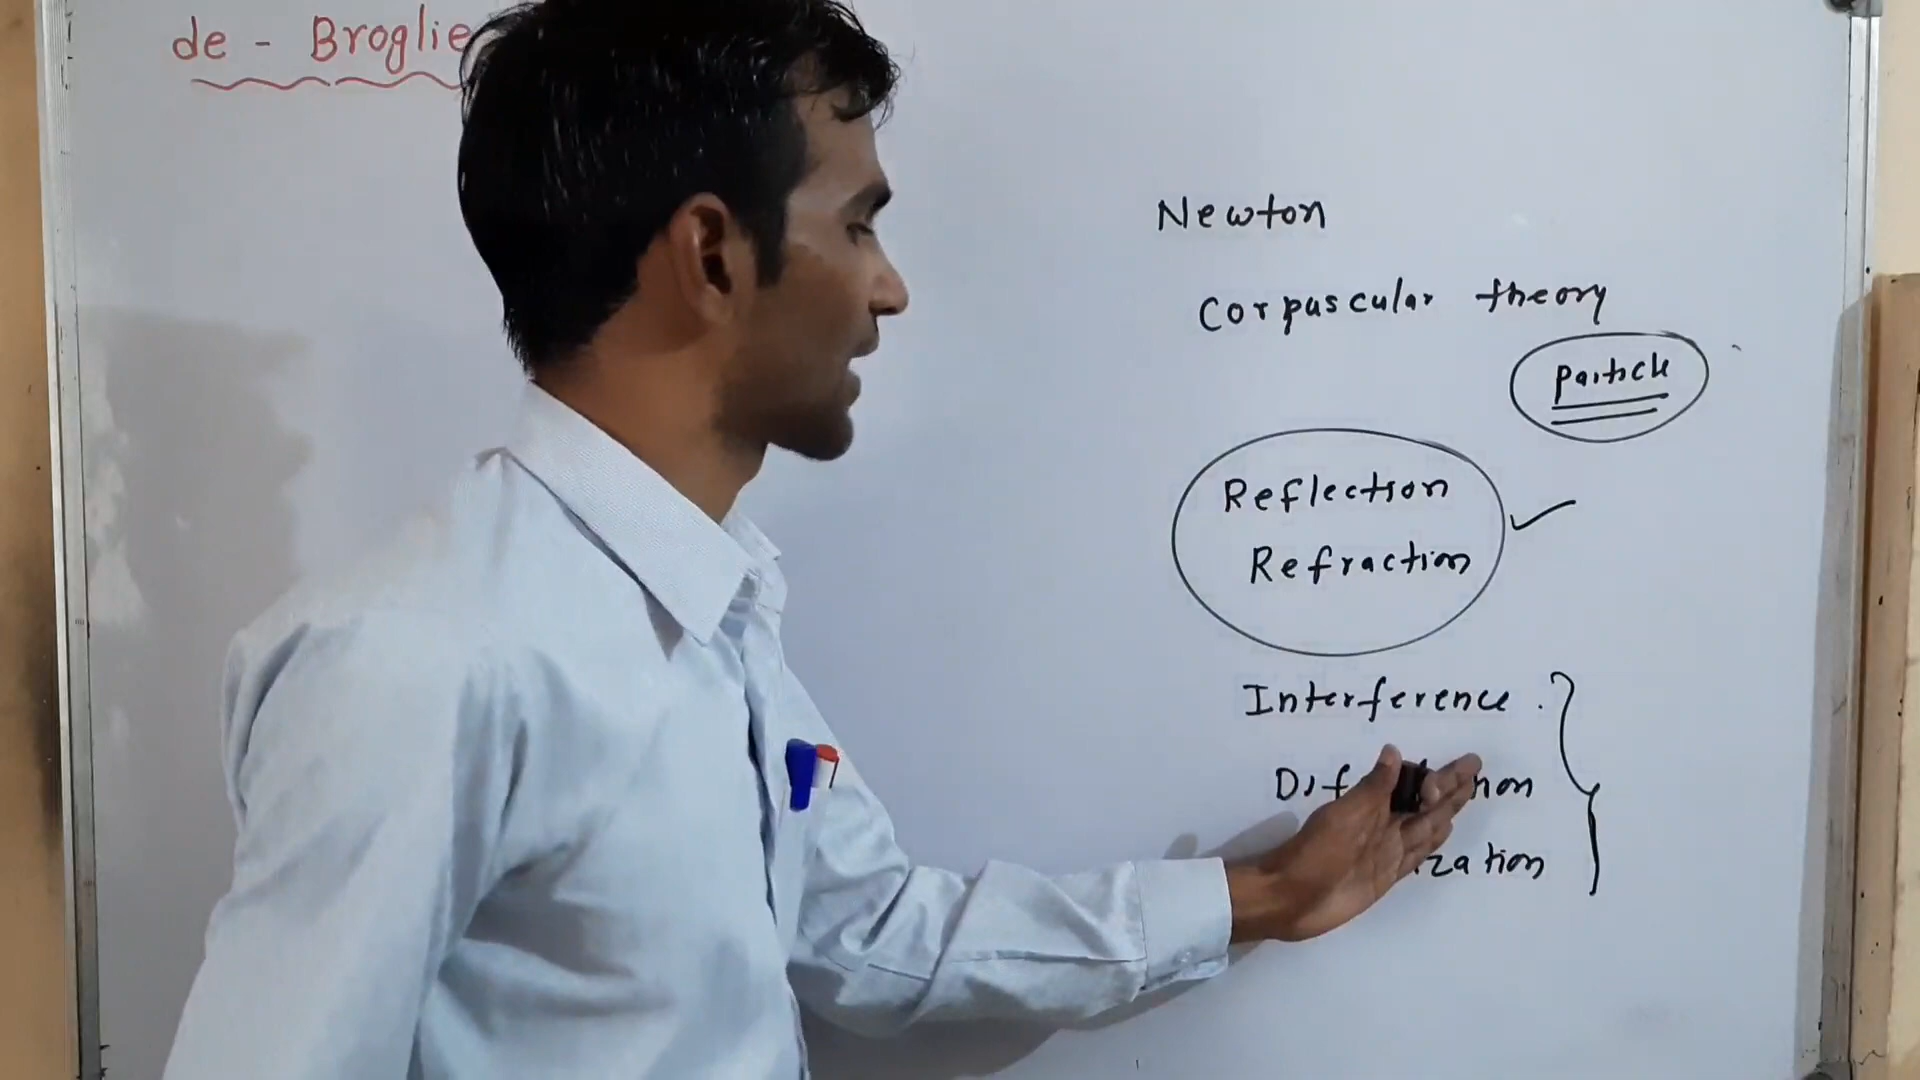 de - Broglie
Newton
Corpuscular theory
Particle
Reflection
Refraction
Interference